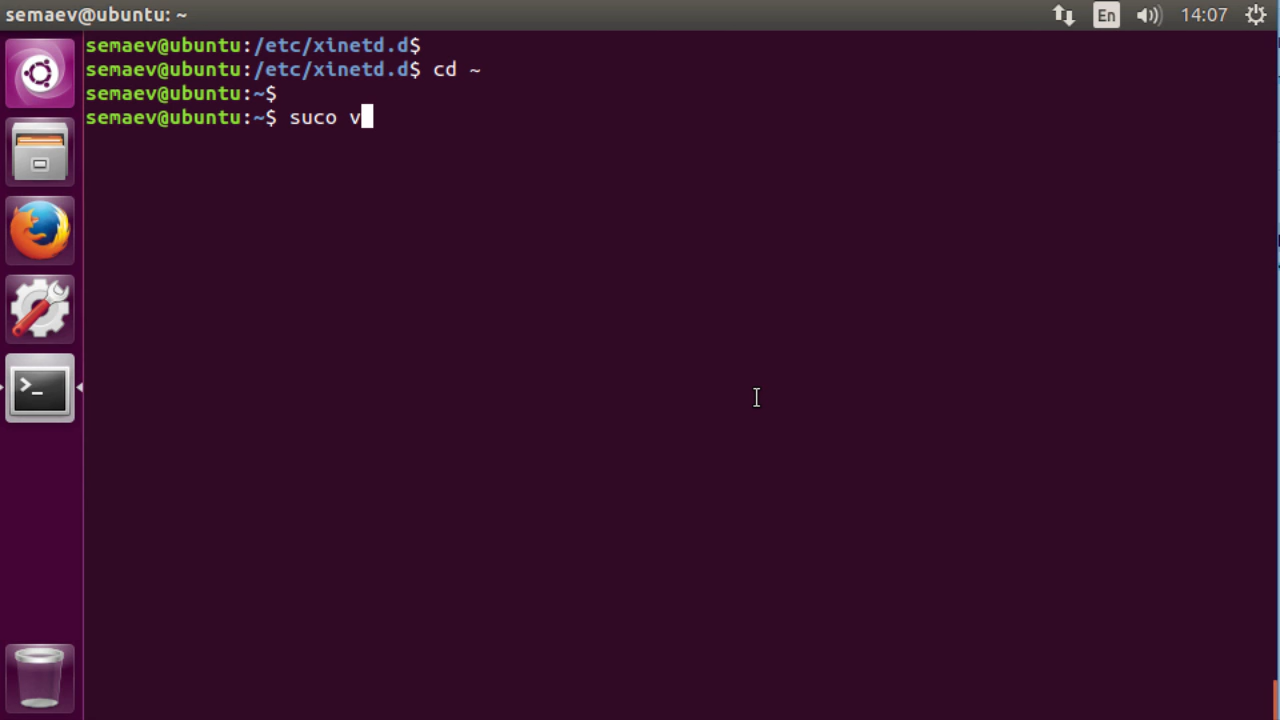 semaev@ubuntu: ~
En
14:07
semaev@ubuntu:/etc/xinetd.d$
semaev@ubuntu:/etc/xinetd.d$ cd ~
semaev@ubuntu:~$
semaev@ubuntu:~$ suco v
>_